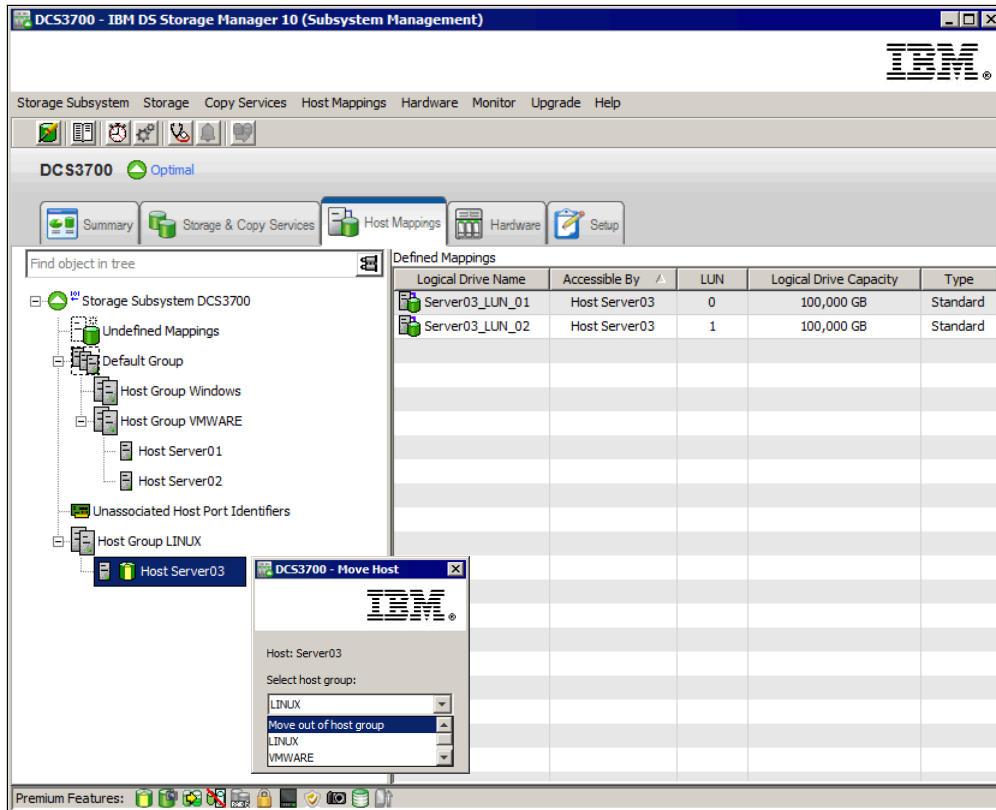 DCS3700 - IBM DS Storage Manager 10 (Subsystem Management)
IBM®
Storage Subsystem Storage Copy Services Host Mappings Hardware Monitor Upgrade Help
DCS3700 Optimal
Summary Storage & Copy Services Host Mappings Hardware Setup
Find object in tree
Defined Mappings
Logical Drive Name Accessible By LUN Logical Drive Capacity Type
Server03_LUN_01 Host Server03 0 100,000 GB Standard
Server03_LUN_02 Host Server03 1 100,000 GB Standard
Storage Subsystem DCS3700
Undefined Mappings
Default Group
Host Group Windows
Host Group VMWARE
Host Server01
Host Server02
Unassociated Host Port Identifiers
Host Group LINUX
Host Server03
DCS3700 - Move Host
IBM®
Host: Server03
Select host group:
LINUX
Move out of host group
LINUX
VMWARE
Premium Features: